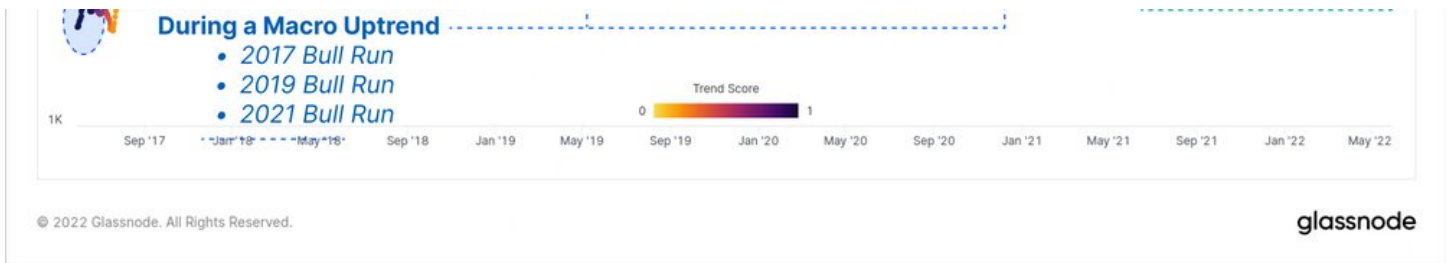 During a Macro Uptrend
• 2017 Bull Run
• 2019 Bull Run
• 2021 Bull Run
Trend Score
0 1
1K
Sep '17 Jan '18 May '18 Sep '18 Jan '19 May '19 Sep '19 Jan '20 May '20 Sep '20 Jan '21 May '21 Sep '21 Jan '22 May '22
© 2022 Glassnode. All Rights Reserved.
glassnode